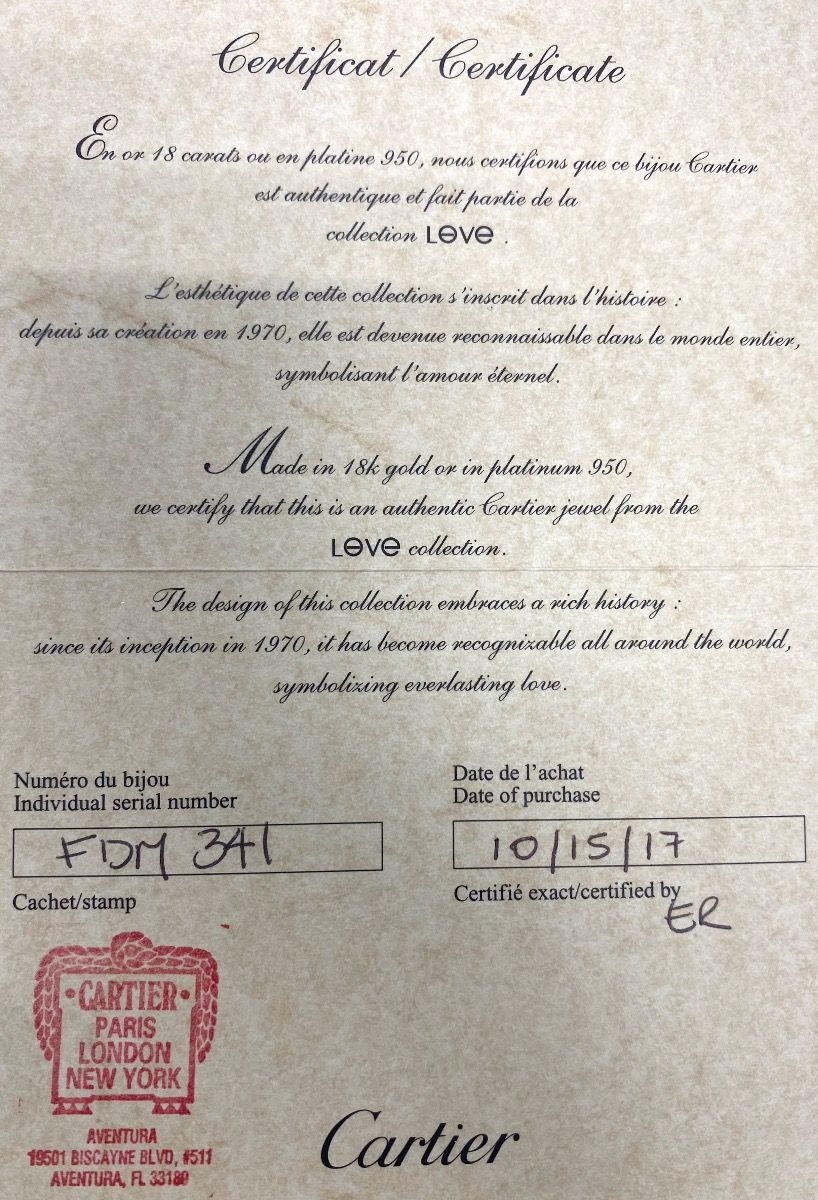 Certificat / Certificate
En or 18 carats ou en platine 950, nous certifions que ce bijou Cartier
est authentique et fait partie de la
collection LOVE .
L'esthétique de cette collection s'inscrit dans l'histoire :
depuis sa création en 1970, elle est devenue reconnaissable dans le monde entier,
symbolisant l'amour éternel.
Made in 18k gold or in platinum 950,
we certify that this is an authentic Cartier jewel from the
LOVE collection.
The design of this collection embraces a rich history :
since its inception in 1970, it has become recognizable all around the world,
symbolizing everlasting love.
Numéro du bijou
Individual serial number
FDM 341
Cachet/stamp
Date de l'achat
Date of purchase
10/15/17
Certifié exact/certified by
ER
CARTIER
PARIS
LONDON
NEW YORK
AVENTURA
19501 BISCAYNE BLVD, #511
AVENTURA, FL 33180
Cartier